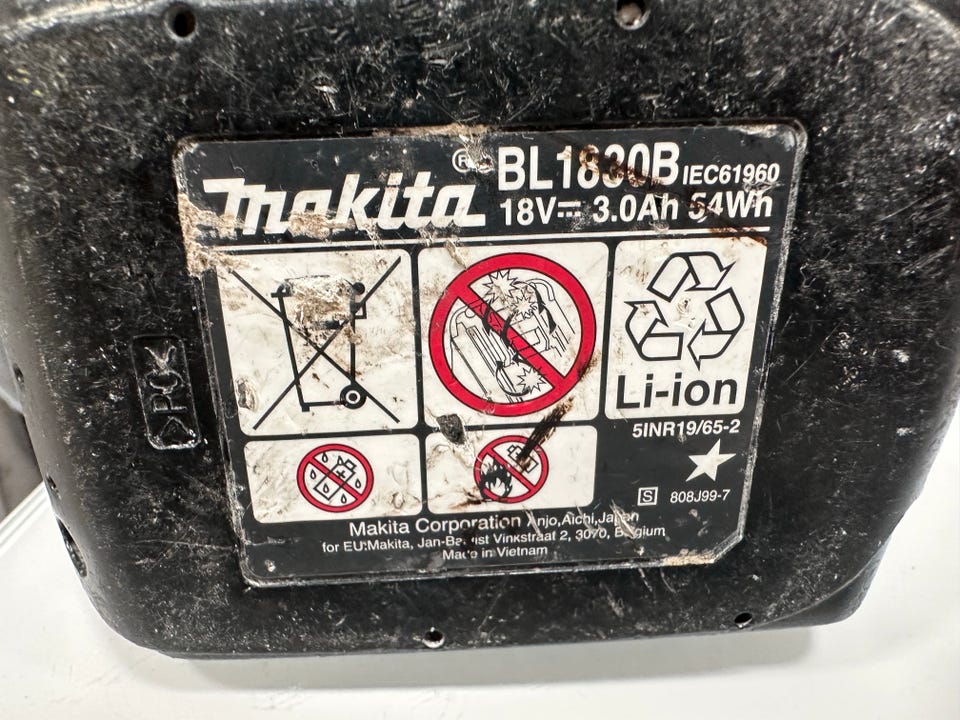 makita ® BL1830B IEC61960
18V⎓ 3.0Ah 54Wh
Li-ion
5INR19/65-2
S 808J99-7
Makita Corporation Anjo,Aichi,Japan
for EU:Makita, Jan-Baptist Vinkstraat 2, 3070, Belgium
Made in Vietnam